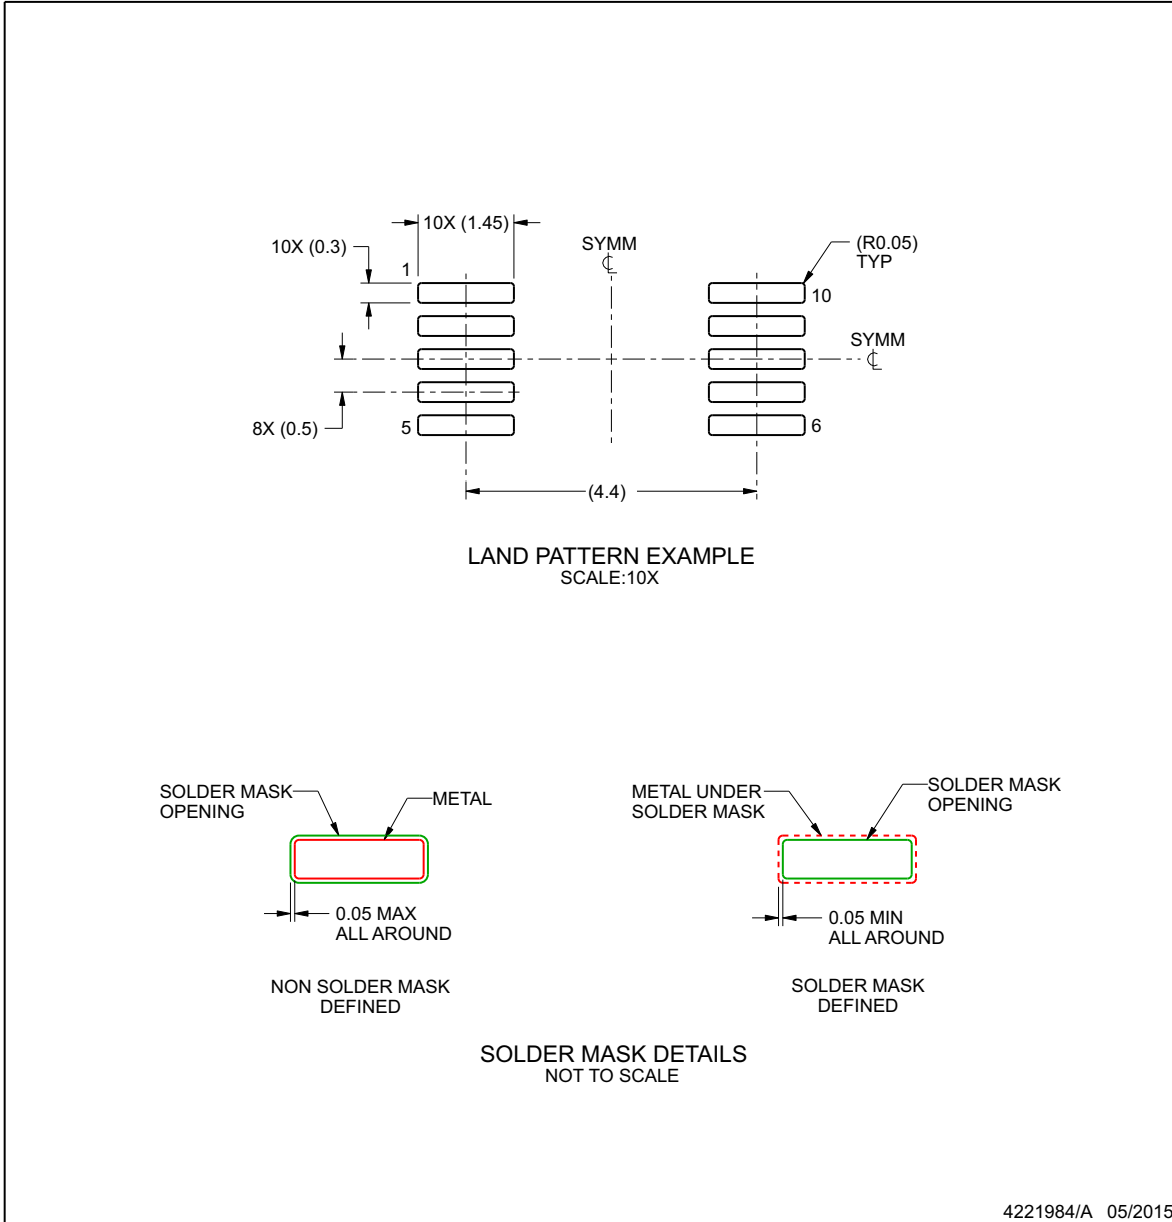 10X (1.45)
10X (0.3)
SYMM
(R0.05)
TYP
1
10
SYMM
8X (0.5)
5
6
(4.4)
LAND PATTERN EXAMPLE
SCALE:10X
SOLDER MASK
OPENING
METAL
METAL UNDER
SOLDER MASK
SOLDER MASK
OPENING
0.05 MAX
ALL AROUND
0.05 MIN
ALL AROUND
NON SOLDER MASK
DEFINED
SOLDER MASK
DEFINED
SOLDER MASK DETAILS
NOT TO SCALE
4221984/A 05/2015